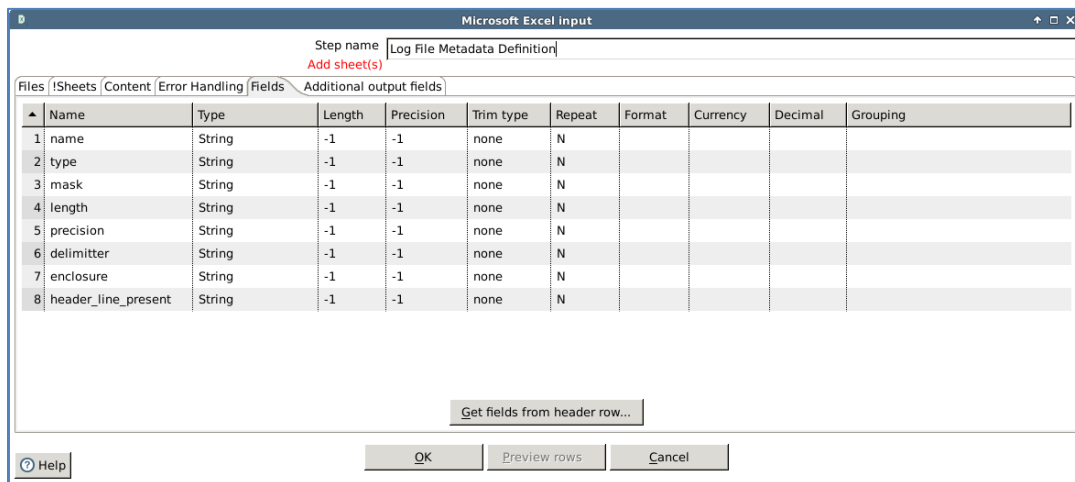 Microsoft Excel input
Step name Log File Metadata Definition
Add sheet(s)
Files !Sheets Content Error Handling Fields Additional output fields
Name Type Length Precision Trim type Repeat Format Currency Decimal Grouping
1 name String -1 -1 none N
2 type String -1 -1 none N
3 mask String -1 -1 none N
4 length String -1 -1 none N
5 precision String -1 -1 none N
6 delimitter String -1 -1 none N
7 enclosure String -1 -1 none N
8 header_line_present String -1 -1 none N
Get fields from header row...
Help OK Preview rows Cancel